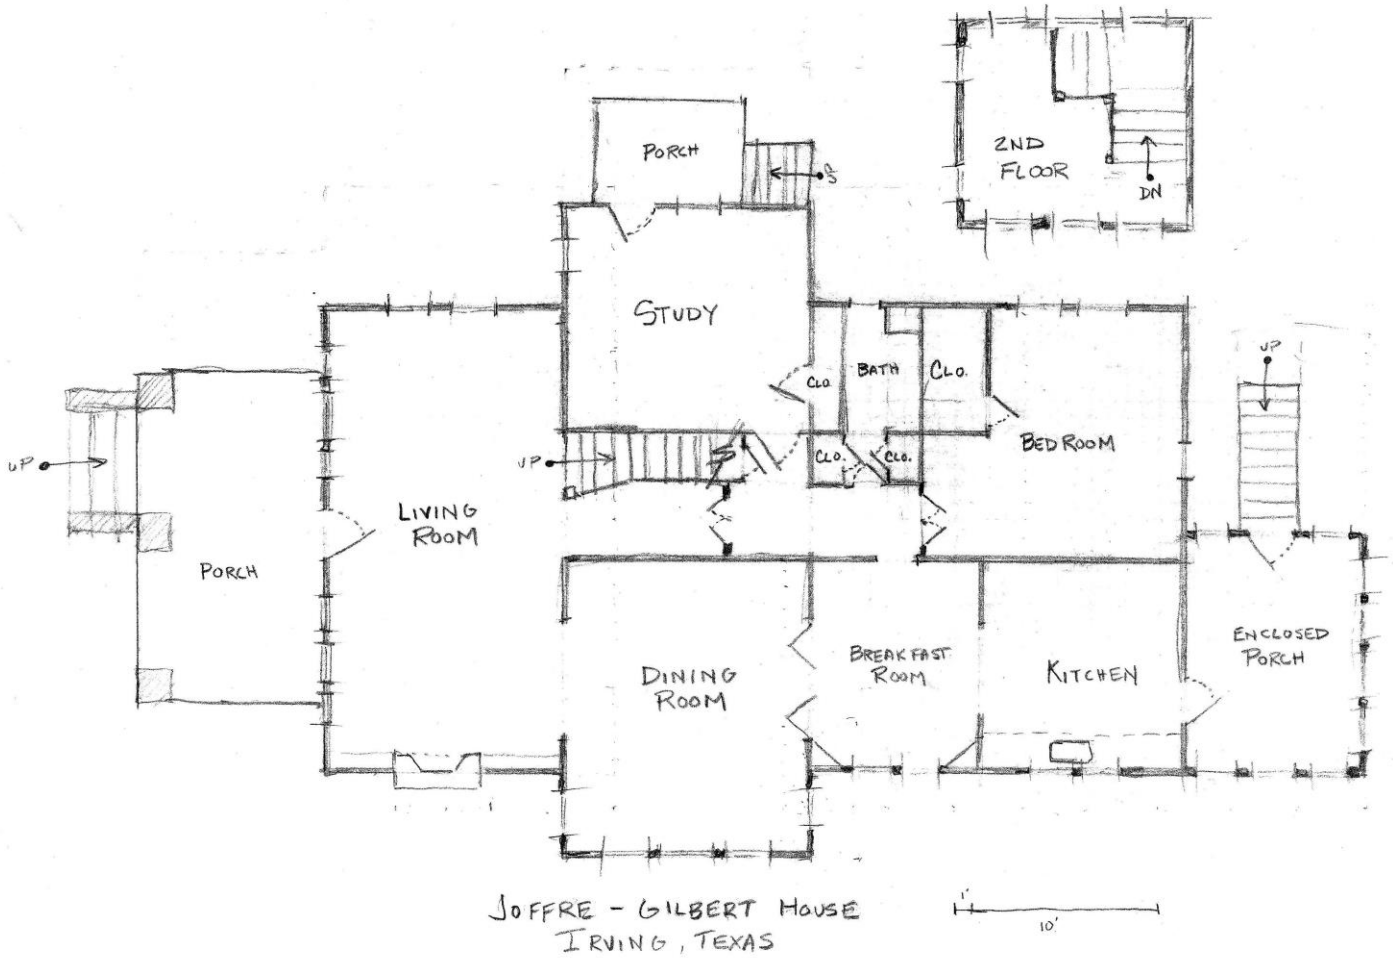 PORCH
UP
2ND
FLOOR
DN
STUDY
CLO.
BATH
CLO.
UP
BEDROOM
UP
UP
CLO.
CLO.
LIVING
ROOM
PORCH
DINING
ROOM
BREAKFAST
ROOM
KITCHEN
ENCLOSED
PORCH
JOFFRE - GILBERT HOUSE
IRVING, TEXAS
1'
10'